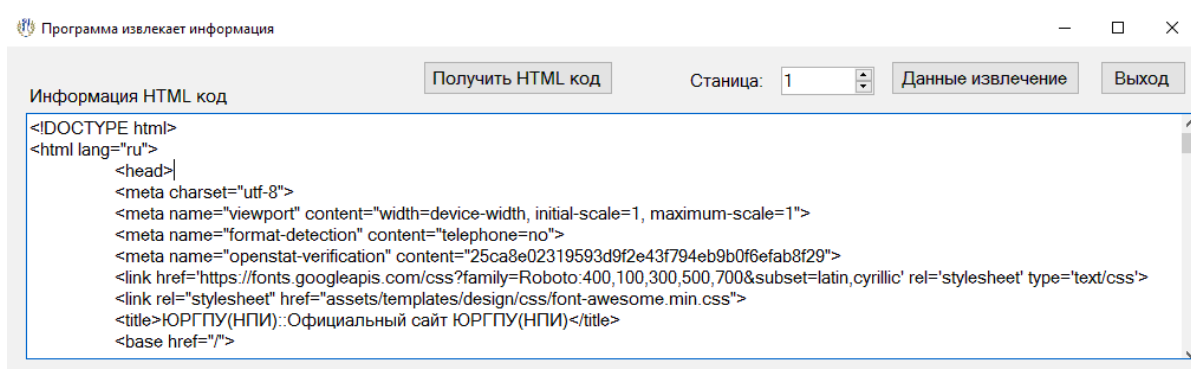 Программа извлекает информация
Получить HTML код
Станица: 1
Данные извлечение
Выход
Информация HTML код
<!DOCTYPE html>
<html lang="ru">
<head>
<meta charset="utf-8">
<meta name="viewport" content="width=device-width, initial-scale=1, maximum-scale=1">
<meta name="format-detection" content="telephone=no">
<meta name="openstat-verification" content="25ca8e02319593d9f2e43f794eb9b0f6efab8f29">
<link href='https://fonts.googleapis.com/css?family=Roboto:400,100,300,500,700&subset=latin,cyrillic' rel='stylesheet' type='text/css'>
<link rel="stylesheet" href="assets/templates/design/css/font-awesome.min.css">
<title>ЮРГПУ(НПИ)::Официальный сайт ЮРГПУ(НПИ)</title>
<base href="/">